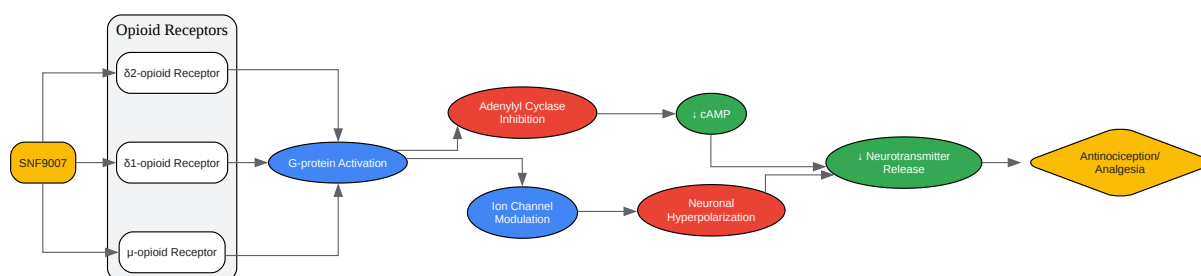 Opioid Receptors
δ2-opioid Receptor
SNF9007
δ1-opioid Receptor
μ-opioid Receptor
G-protein Activation
Adenylyl Cyclase
Inhibition
Ion Channel
Modulation
↓ cAMP
Neuronal
Hyperpolarization
↓ Neurotransmitter
Release
Antinociception/
Analgesia